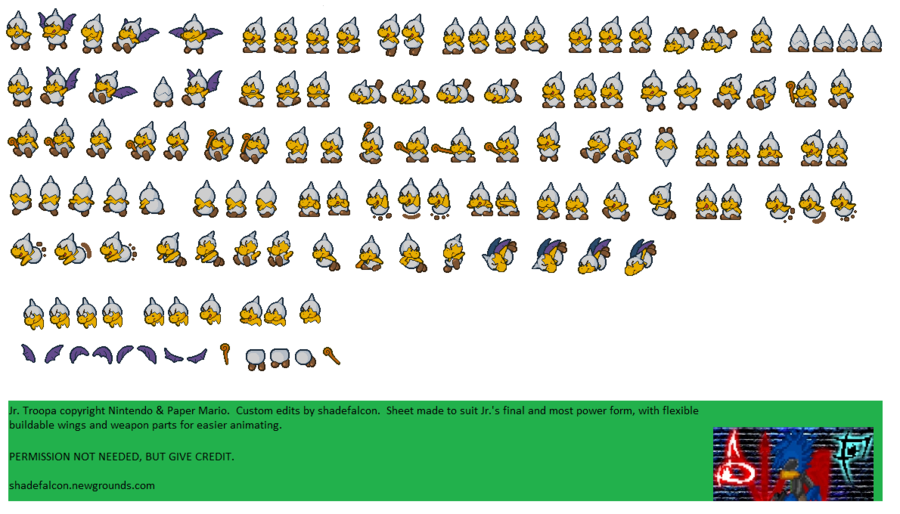 Jr. Troopa copyright Nintendo & Paper Mario.  Custom edits by shadefalcon.  Sheet made to suit Jr.'s final and most power form, with flexible
buildable wings and weapon parts for easier animating.
PERMISSION NOT NEEDED, BUT GIVE CREDIT.
shadefalcon.newgrounds.com